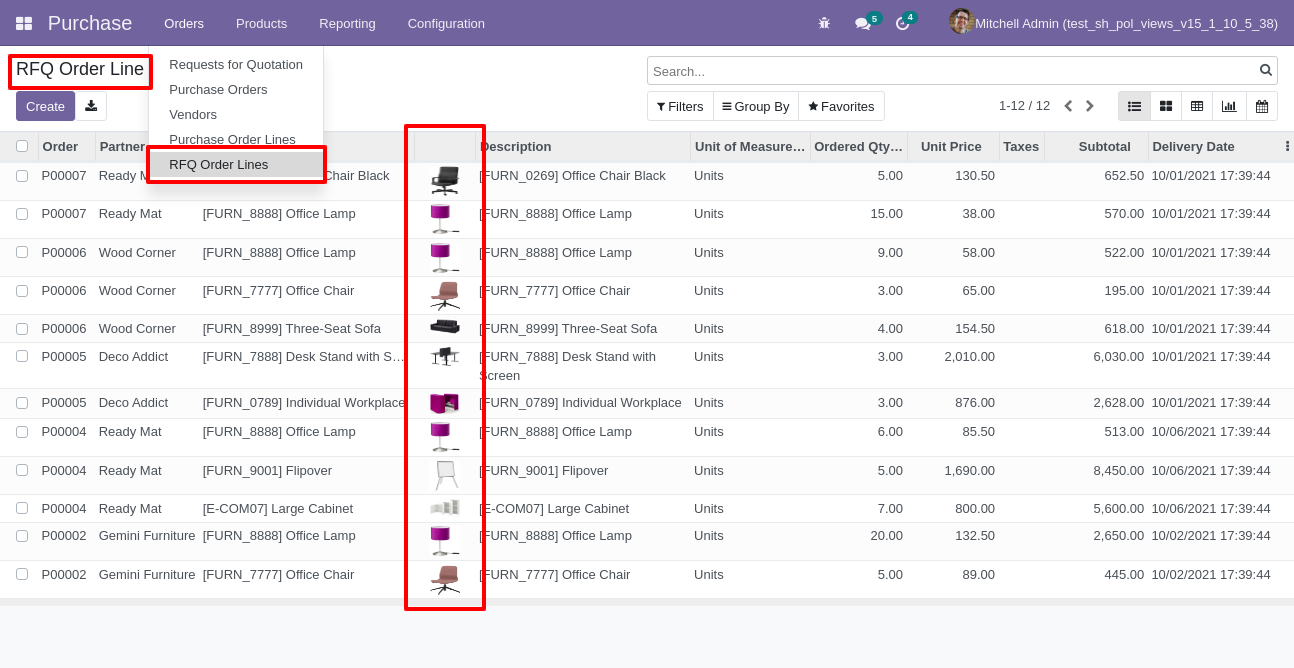 Purchase Orders Products Reporting Configuration 5 4 Mitchell Admin (test_sh_pol_views_v15_1_10_5_38)
RFQ Order Line
Requests for Quotation
Purchase Orders
Vendors
Purchase Order Lines
RFQ Order Lines
Search...
Create
Filters Group By Favorites 1-12 / 12
Order Partner Description Unit of Measure… Ordered Qty… Unit Price Taxes Subtotal Delivery Date
P00007 Ready Chair Black [FURN_0269] Office Chair Black Units 5.00 130.50 652.50 10/01/2021 17:39:44
P00007 Ready Mat [FURN_8888] Office Lamp [FURN_8888] Office Lamp Units 15.00 38.00 570.00 10/01/2021 17:39:44
P00006 Wood Corner [FURN_8888] Office Lamp [FURN_8888] Office Lamp Units 9.00 58.00 522.00 10/01/2021 17:39:44
P00006 Wood Corner [FURN_7777] Office Chair [FURN_7777] Office Chair Units 3.00 65.00 195.00 10/01/2021 17:39:44
P00006 Wood Corner [FURN_8999] Three-Seat Sofa [FURN_8999] Three-Seat Sofa Units 4.00 154.50 618.00 10/01/2021 17:39:44
P00005 Deco Addict [FURN_7888] Desk Stand with S… [FURN_7888] Desk Stand with Units 3.00 2,010.00 6,030.00 10/01/2021 17:39:44
Screen
P00005 Deco Addict [FURN_0789] Individual Workplace [FURN_0789] Individual Workplace Units 3.00 876.00 2,628.00 10/01/2021 17:39:44
P00004 Ready Mat [FURN_8888] Office Lamp [FURN_8888] Office Lamp Units 6.00 85.50 513.00 10/06/2021 17:39:44
P00004 Ready Mat [FURN_9001] Flipover [FURN_9001] Flipover Units 5.00 1,690.00 8,450.00 10/06/2021 17:39:44
P00004 Ready Mat [E-COM07] Large Cabinet [E-COM07] Large Cabinet Units 7.00 800.00 5,600.00 10/06/2021 17:39:44
P00002 Gemini Furniture [FURN_8888] Office Lamp [FURN_8888] Office Lamp Units 20.00 132.50 2,650.00 10/02/2021 17:39:44
P00002 Gemini Furniture [FURN_7777] Office Chair [FURN_7777] Office Chair Units 5.00 89.00 445.00 10/02/2021 17:39:44